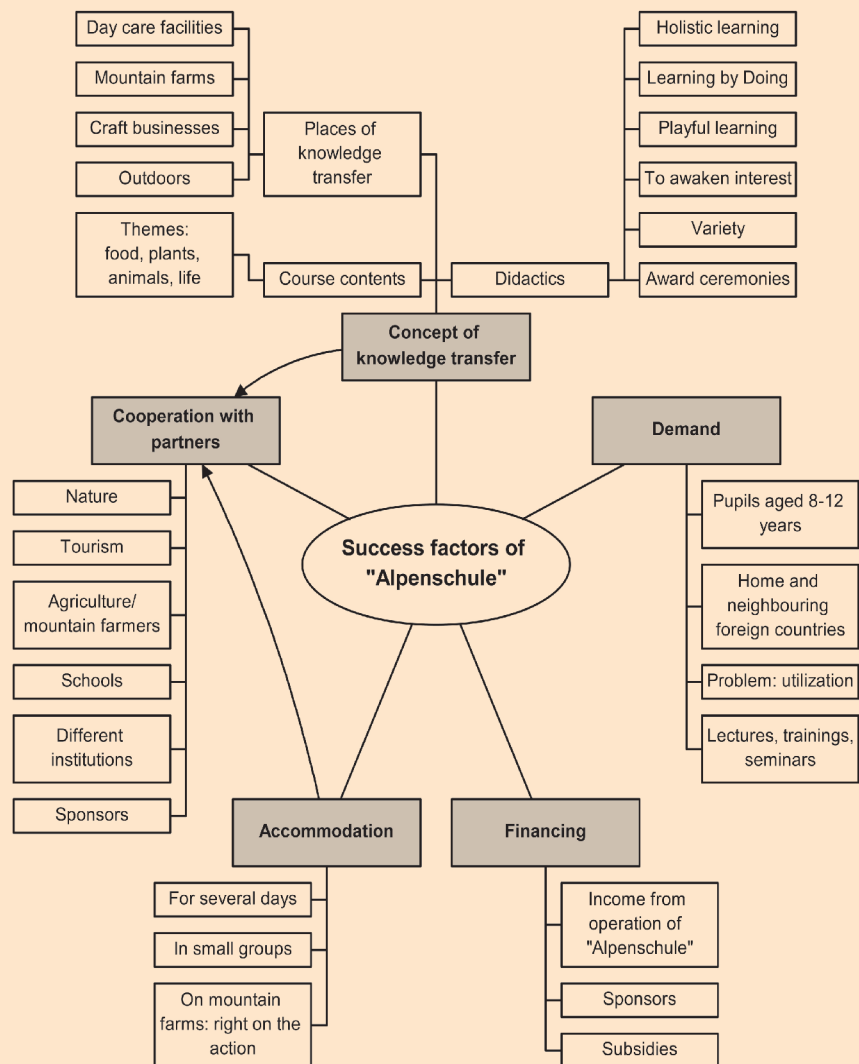 Day care facilities
Mountain farms
Craft businesses
Outdoors
Places of
knowledge
transfer
Themes:
food, plants,
animals, life
Course contents
Didactics
Holistic learning
Learning by Doing
Playful learning
To awaken interest
Variety
Award ceremonies
Concept of
knowledge transfer
Cooperation with
partners
Nature
Tourism
Agriculture/
mountain farmers
Schools
Different
institutions
Sponsors
Success factors of
"Alpenschule"
Demand
Pupils aged 8-12
years
Home and
neighbouring
foreign countries
Problem: utilization
Lectures, trainings,
seminars
Accommodation
For several days
In small groups
On mountain
farms: right on the
action
Financing
Income from
operation of
"Alpenschule"
Sponsors
Subsidies